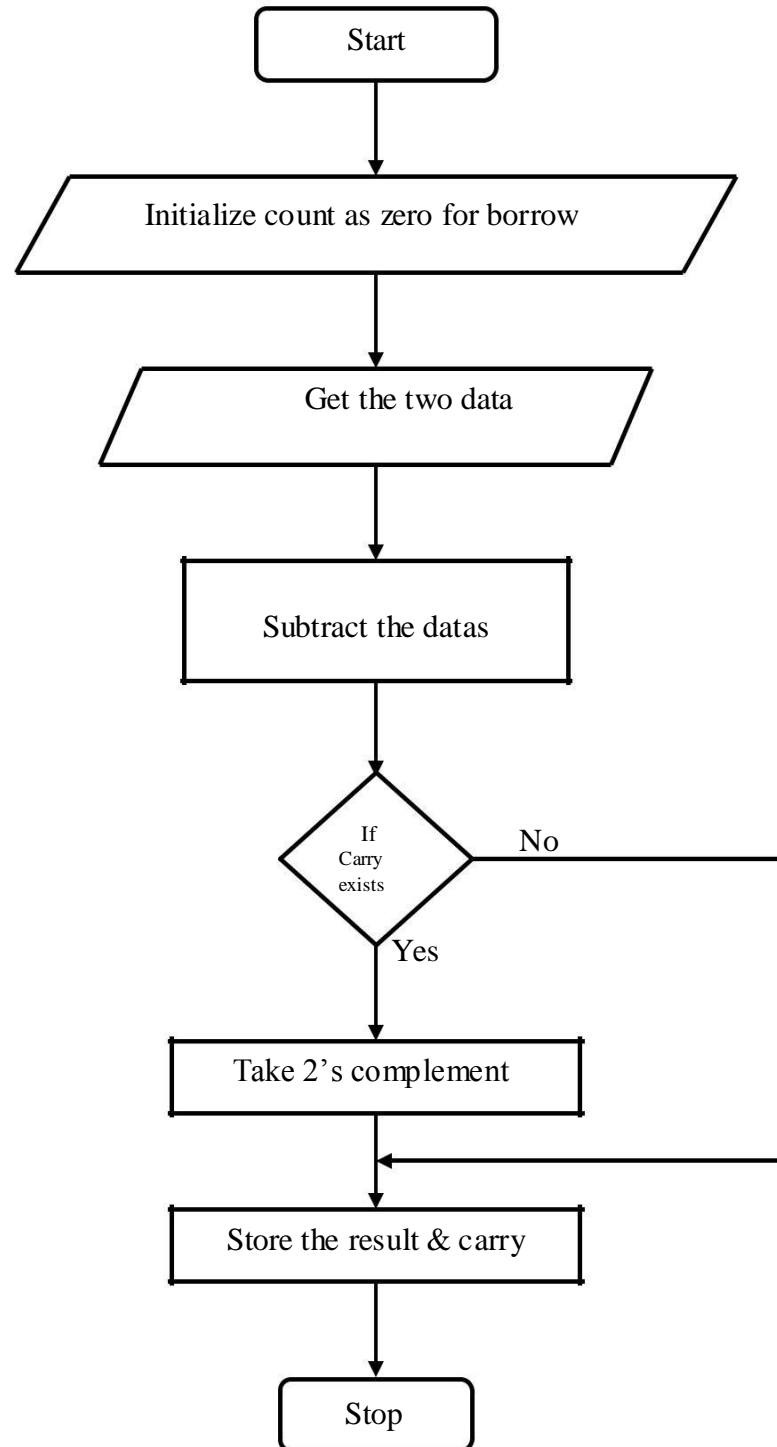 Start
Initialize count as zero for borrow
Get the two data
Subtract the datas
If
Carry
exists
No
Yes
Take 2’s complement
Store the result & carry
Stop